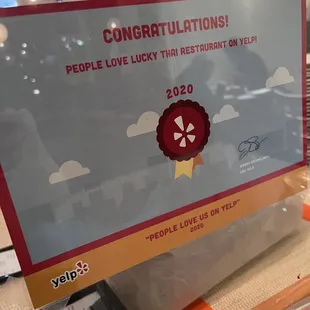 CONGRATULATIONS!
PEOPLE LOVE LUCKY THAI RESTAURANT ON YELP!
2020
"PEOPLE LOVE US ON YELP"
2020
yelp